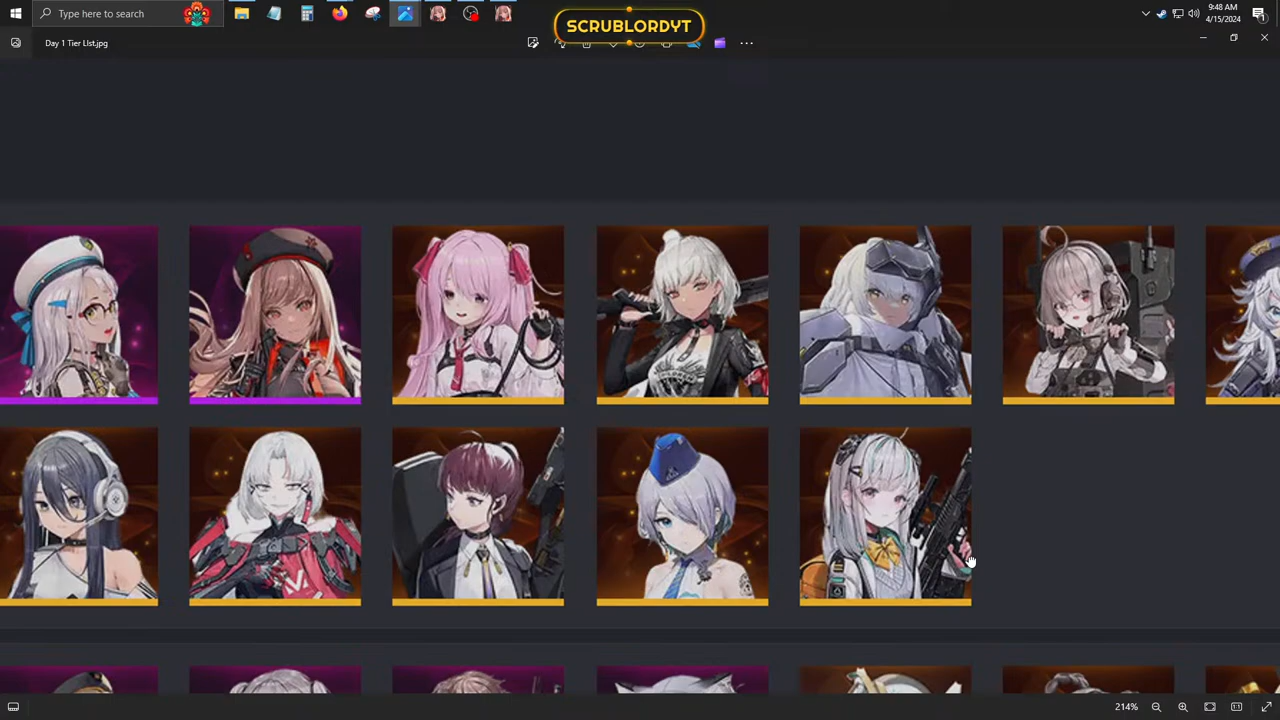 Type here to search
SCRUBLORDYT
9:48 AM
4/15/2024
Day 1 Tier LIst.jpg
214%